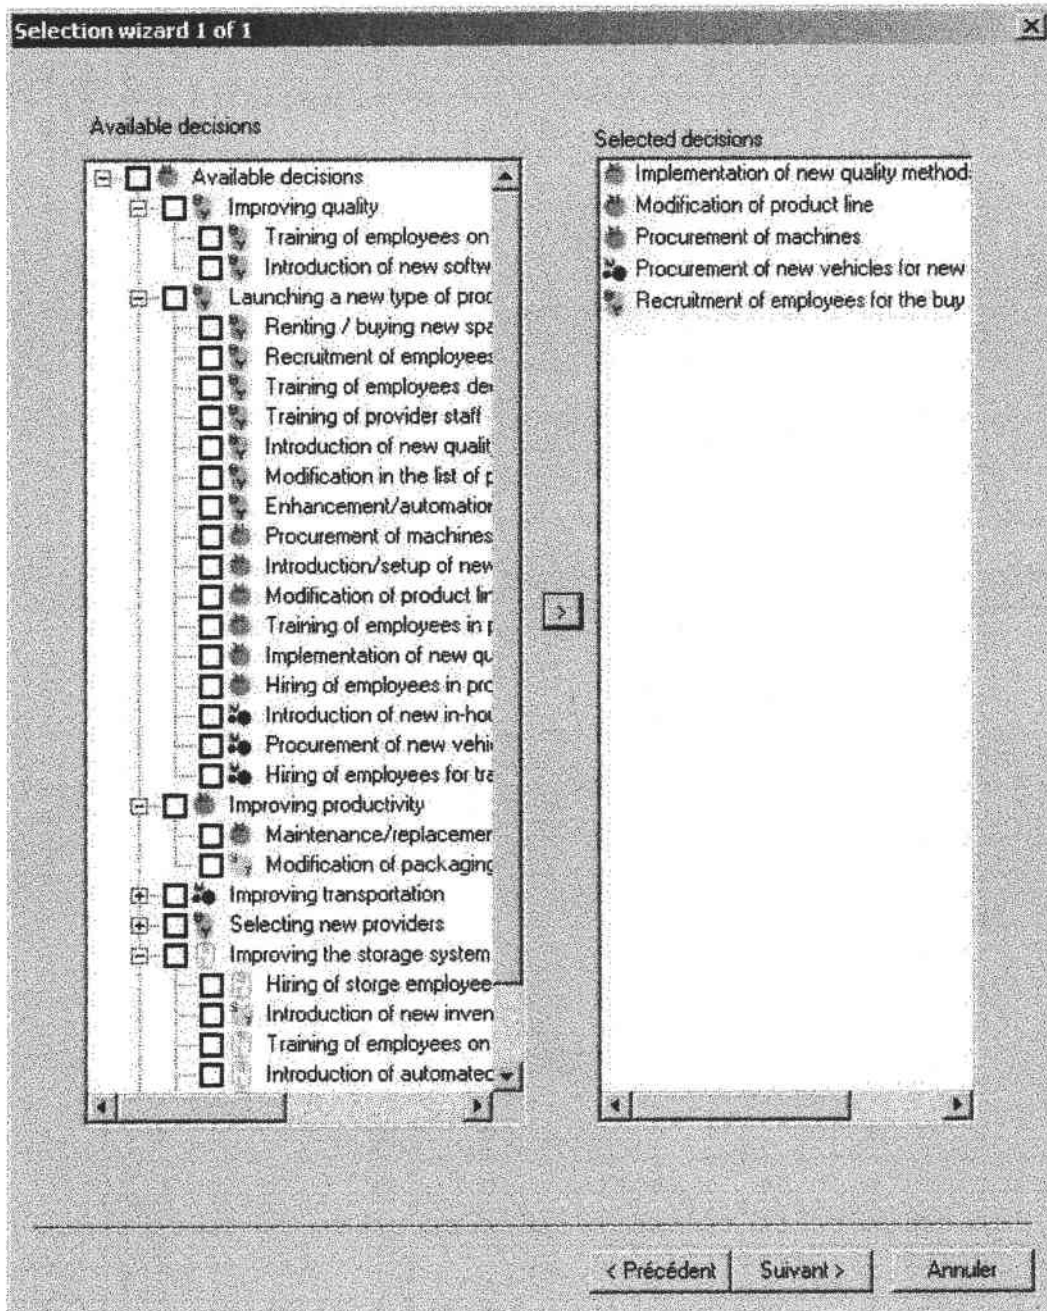 Selection wizard 1 of 1
Available decisions
Available decisions
Improving quality
Training of employees on
Introduction of new softw
Launching a new type of proc
Renting / buying new spa
Recruitment of employees
Training of employees de
Training of provider staff
Introduction of new qualit
Modification in the list of p
Enhancement/automation
Procurement of machines
Introduction/setup of new
Modification of product lin
Training of employees in p
Implementation of new qu
Hiring of employees in pro
Introduction of new in-hou
Procurement of new vehi
Hiring of employees for tra
Improving productivity
Maintenance/replacemen
Modification of packaging
Improving transportation
Selecting new providers
Improving the storage system
Hiring of storge employee
Introduction of new inven
Training of employees on
Introduction of automated
>
Selected decisions
Implementation of new quality method
Modification of product line
Procurement of machines
Procurement of new vehicles for new
Recruitment of employees for the buy
< Précédent
Suivant >
Annuler